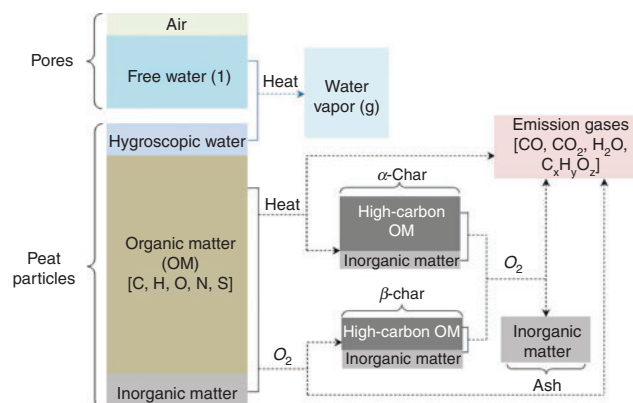 Air
Pores
Free water (1)
Heat
Water
vapor (g)
Hygroscopic water
Emission gases
[CO, CO₂, H₂O,
CₓHᵧO_z]
α-Char
Heat
High-carbon
OM
Inorganic matter
Peat
particles
Organic matter
(OM)
[C, H, O, N, S]
O₂
β-char
High-carbon OM
Inorganic matter
O₂
Inorganic
matter
Inorganic matter
Ash